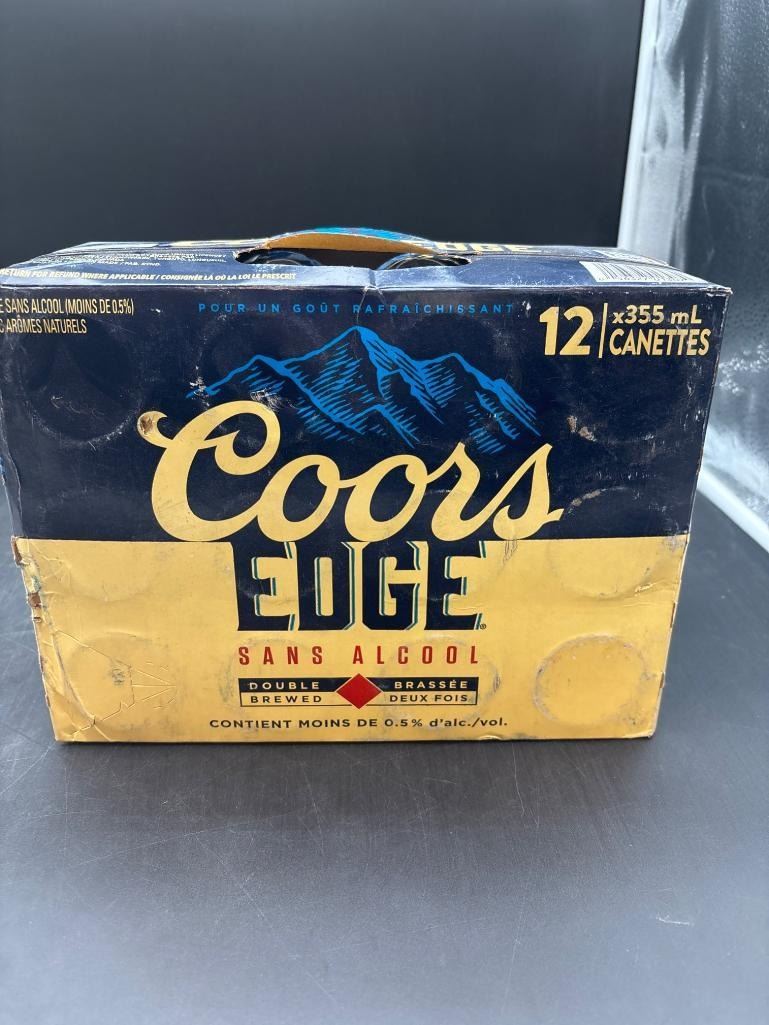 EDGE
RETURN FOR REFUND WHERE APPLICABLE / CONSIGNÉE LÀ OÙ LA LOI LE PRESCRIT
SANS ALCOOL (MOINS DE 0.5%)
ARÔMES NATURELS
POUR UN GOÛT RAFRAÎCHISSANT
12 x355 mL
CANETTES
Coors
EDGE
SANS ALCOOL
DOUBLE BRASSÉE
BREWED DEUX FOIS
CONTIENT MOINS DE 0.5% d'alc./vol.